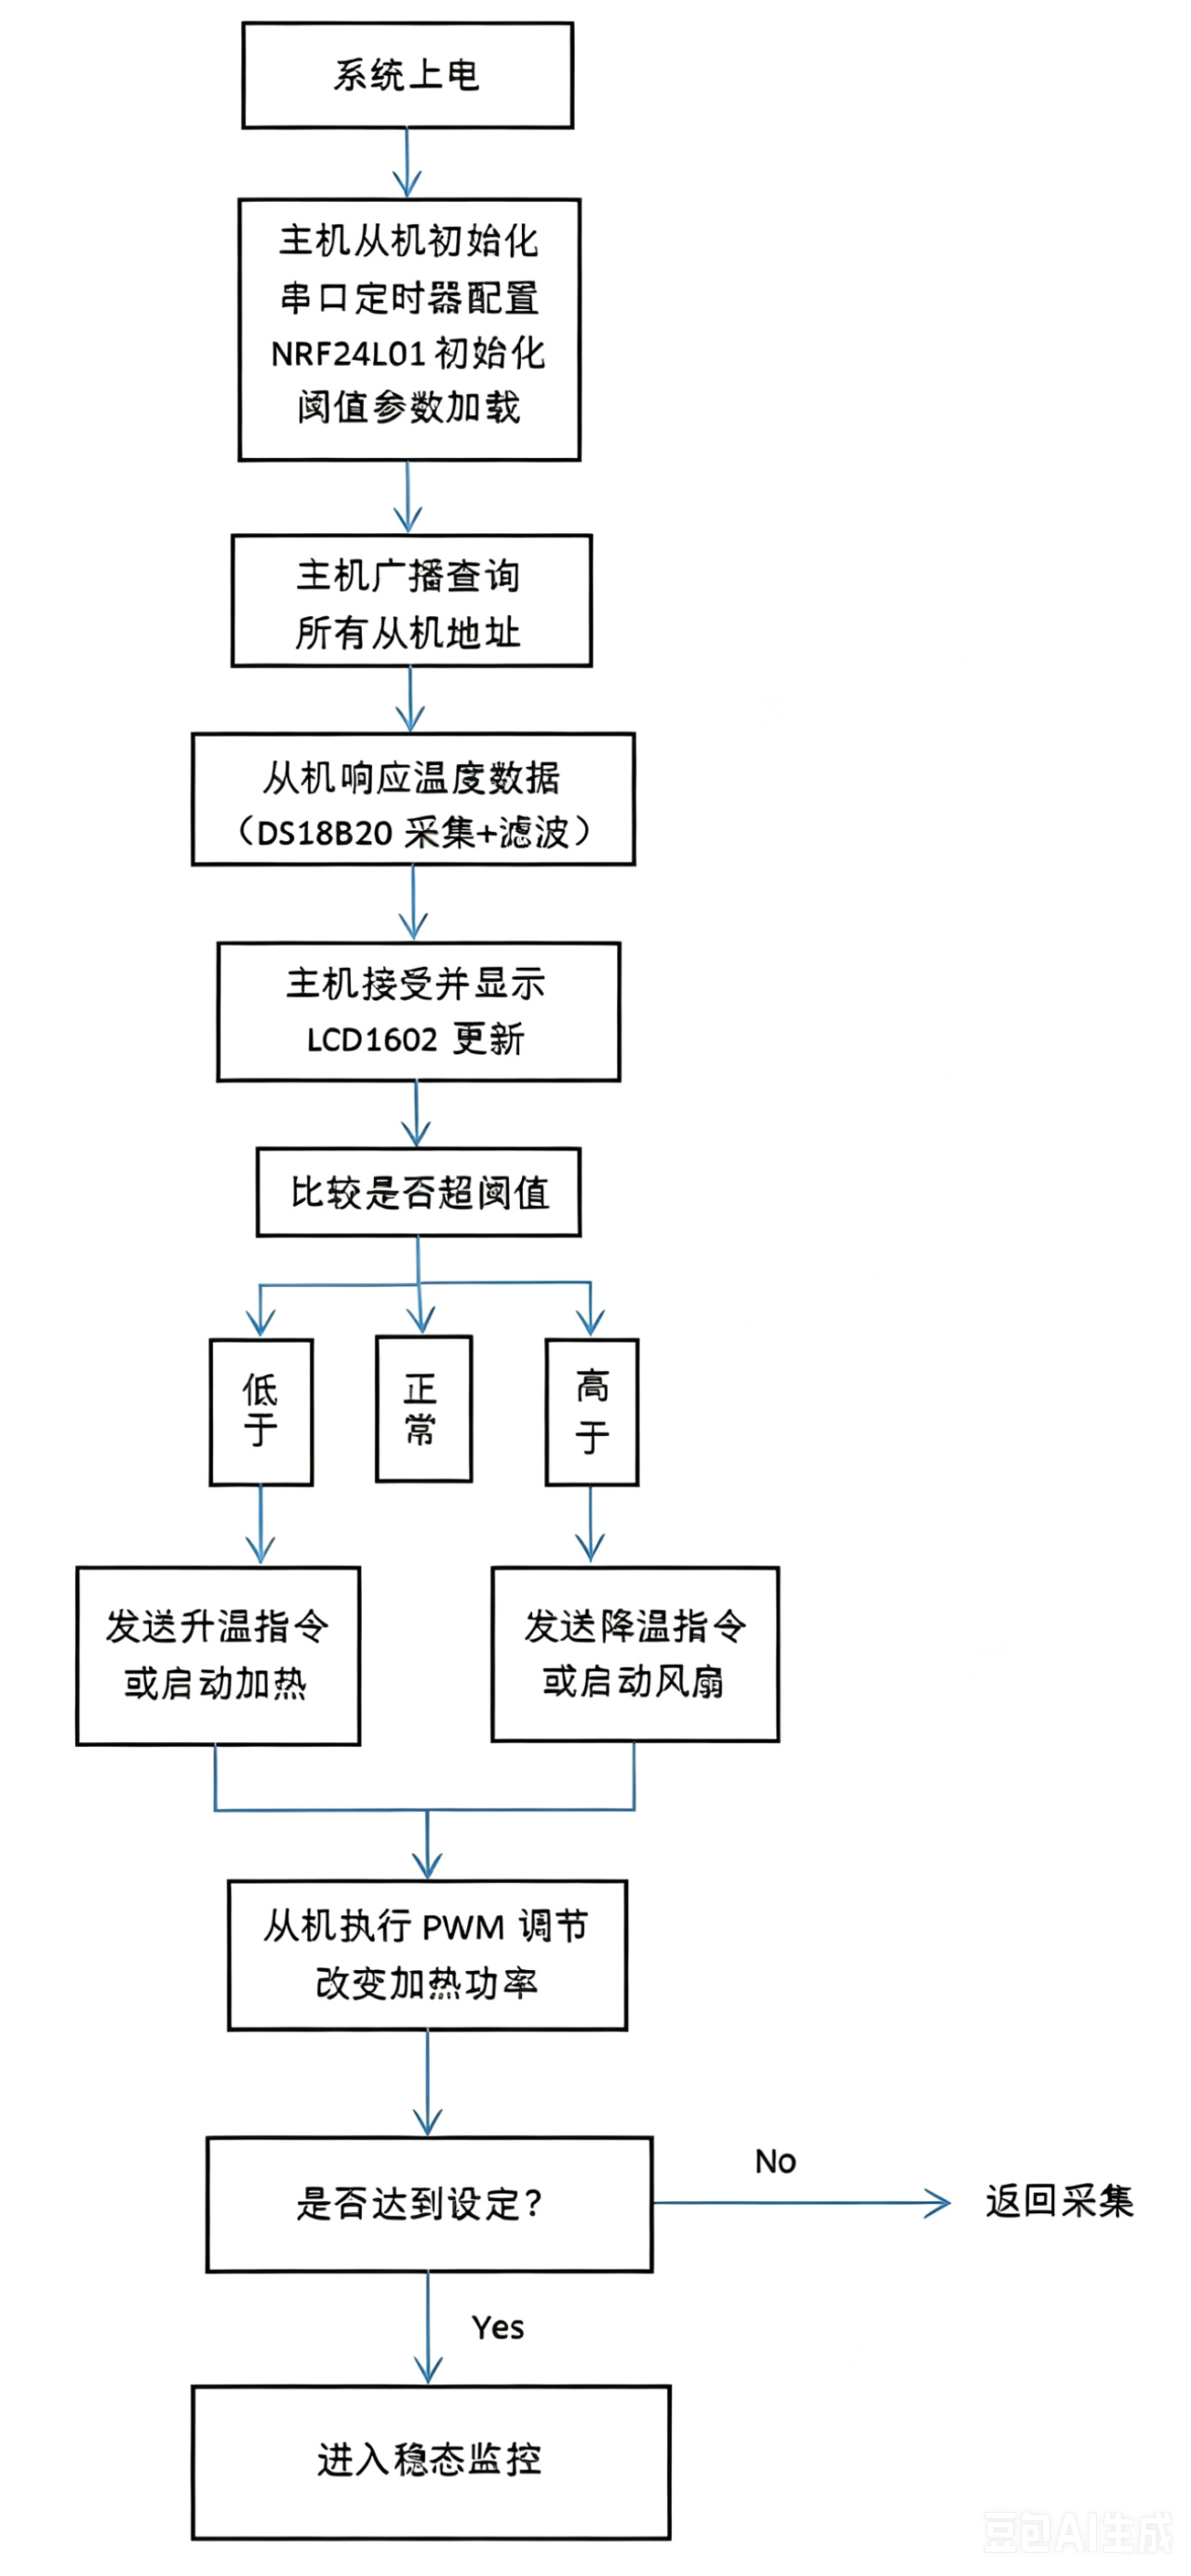 系统上电
主机从机初始化
串口定时器配置
NRF24L01 初始化
阈值参数加载
主机广播查询
所有从机地址
从机响应温度数据
（DS18B20 采集+滤波）
主机接受并显示
LCD1602 更新
比较是否超阈值
低于
正常
高于
发送升温指令
或启动加热
发送降温指令
或启动风扇
从机执行 PWM 调节
改变加热功率
是否达到设定？
No
返回采集
Yes
进入稳态监控
豆包AI生成